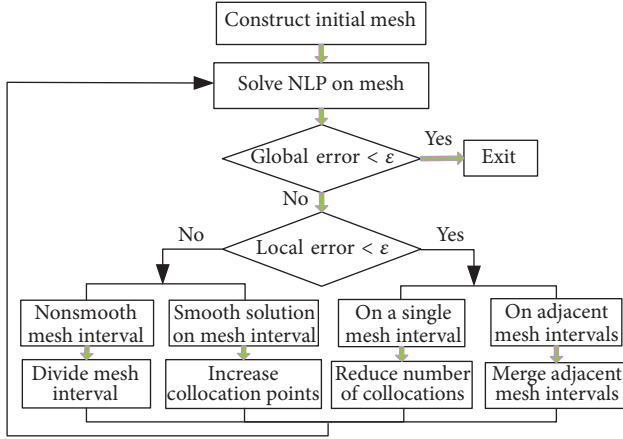 Construct initial mesh
Solve NLP on mesh
Global error < ε
Yes
Exit
No
Local error < ε
No
Yes
Nonsmooth
mesh interval
Smooth solution
on mesh interval
On a single
mesh interval
On adjacent
mesh intervals
Divide mesh
interval
Increase
collocation points
Reduce number
of collocations
Merge adjacent
mesh intervals